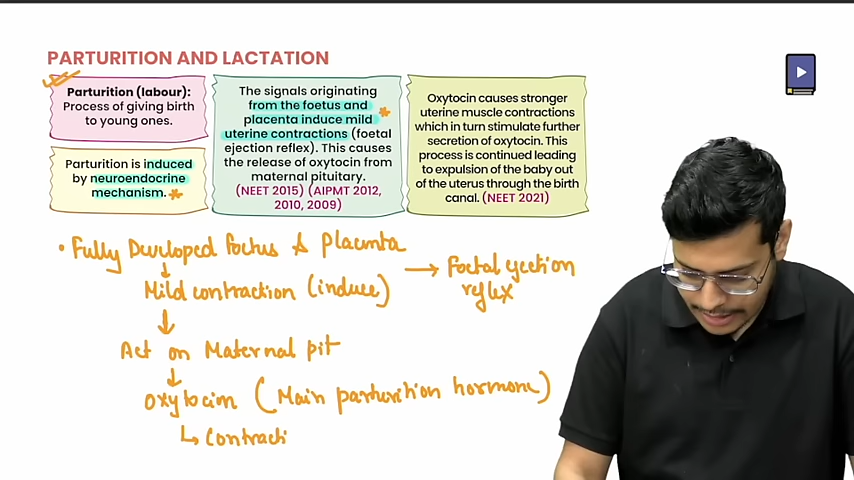 PARTURITION AND LACTATION
Parturition (labour):
Process of giving birth
to young ones.
Parturition is induced
by neuroendocrine
mechanism.
The signals originating
from the foetus and
placenta induce mild
uterine contractions (foetal
ejection reflex). This causes
the release of oxytocin from
maternal pituitary.
(NEET 2015) (AIPMT 2012,
2010, 2009)
Oxytocin causes stronger
uterine muscle contractions
which in turn stimulate further
secretion of oxytocin. This
process is continued leading
to expulsion of the baby out
of the uterus through the birth
canal. (NEET 2021)
• Fully Developed Foetus & Placenta
↓
Mild contraction (induce) → Foetal ejection
reflex
↓
Act on Maternal pit
↓
Oxytocin (Main parturition hormone)
↳ Contracti